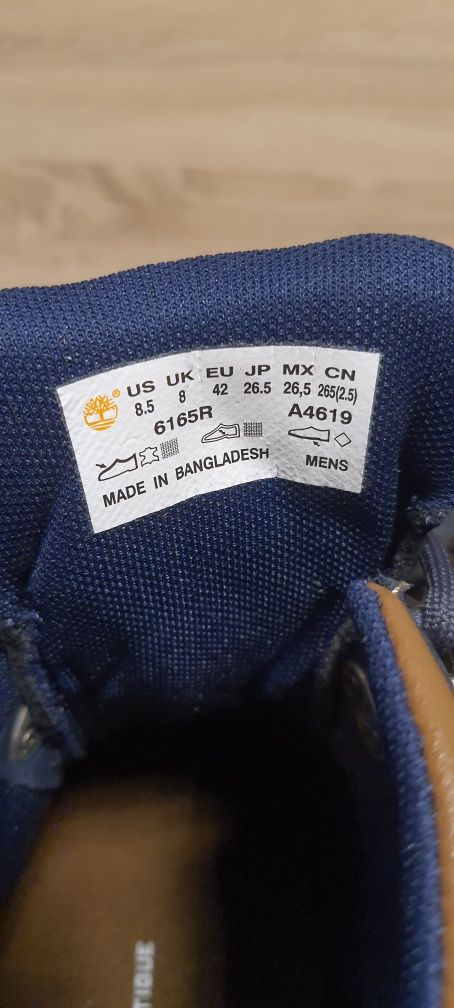 US UK EU JP MX CN
8.5 8 42 26.5 26,5 265(2.5)
6165R A4619
MADE IN BANGLADESH MENS